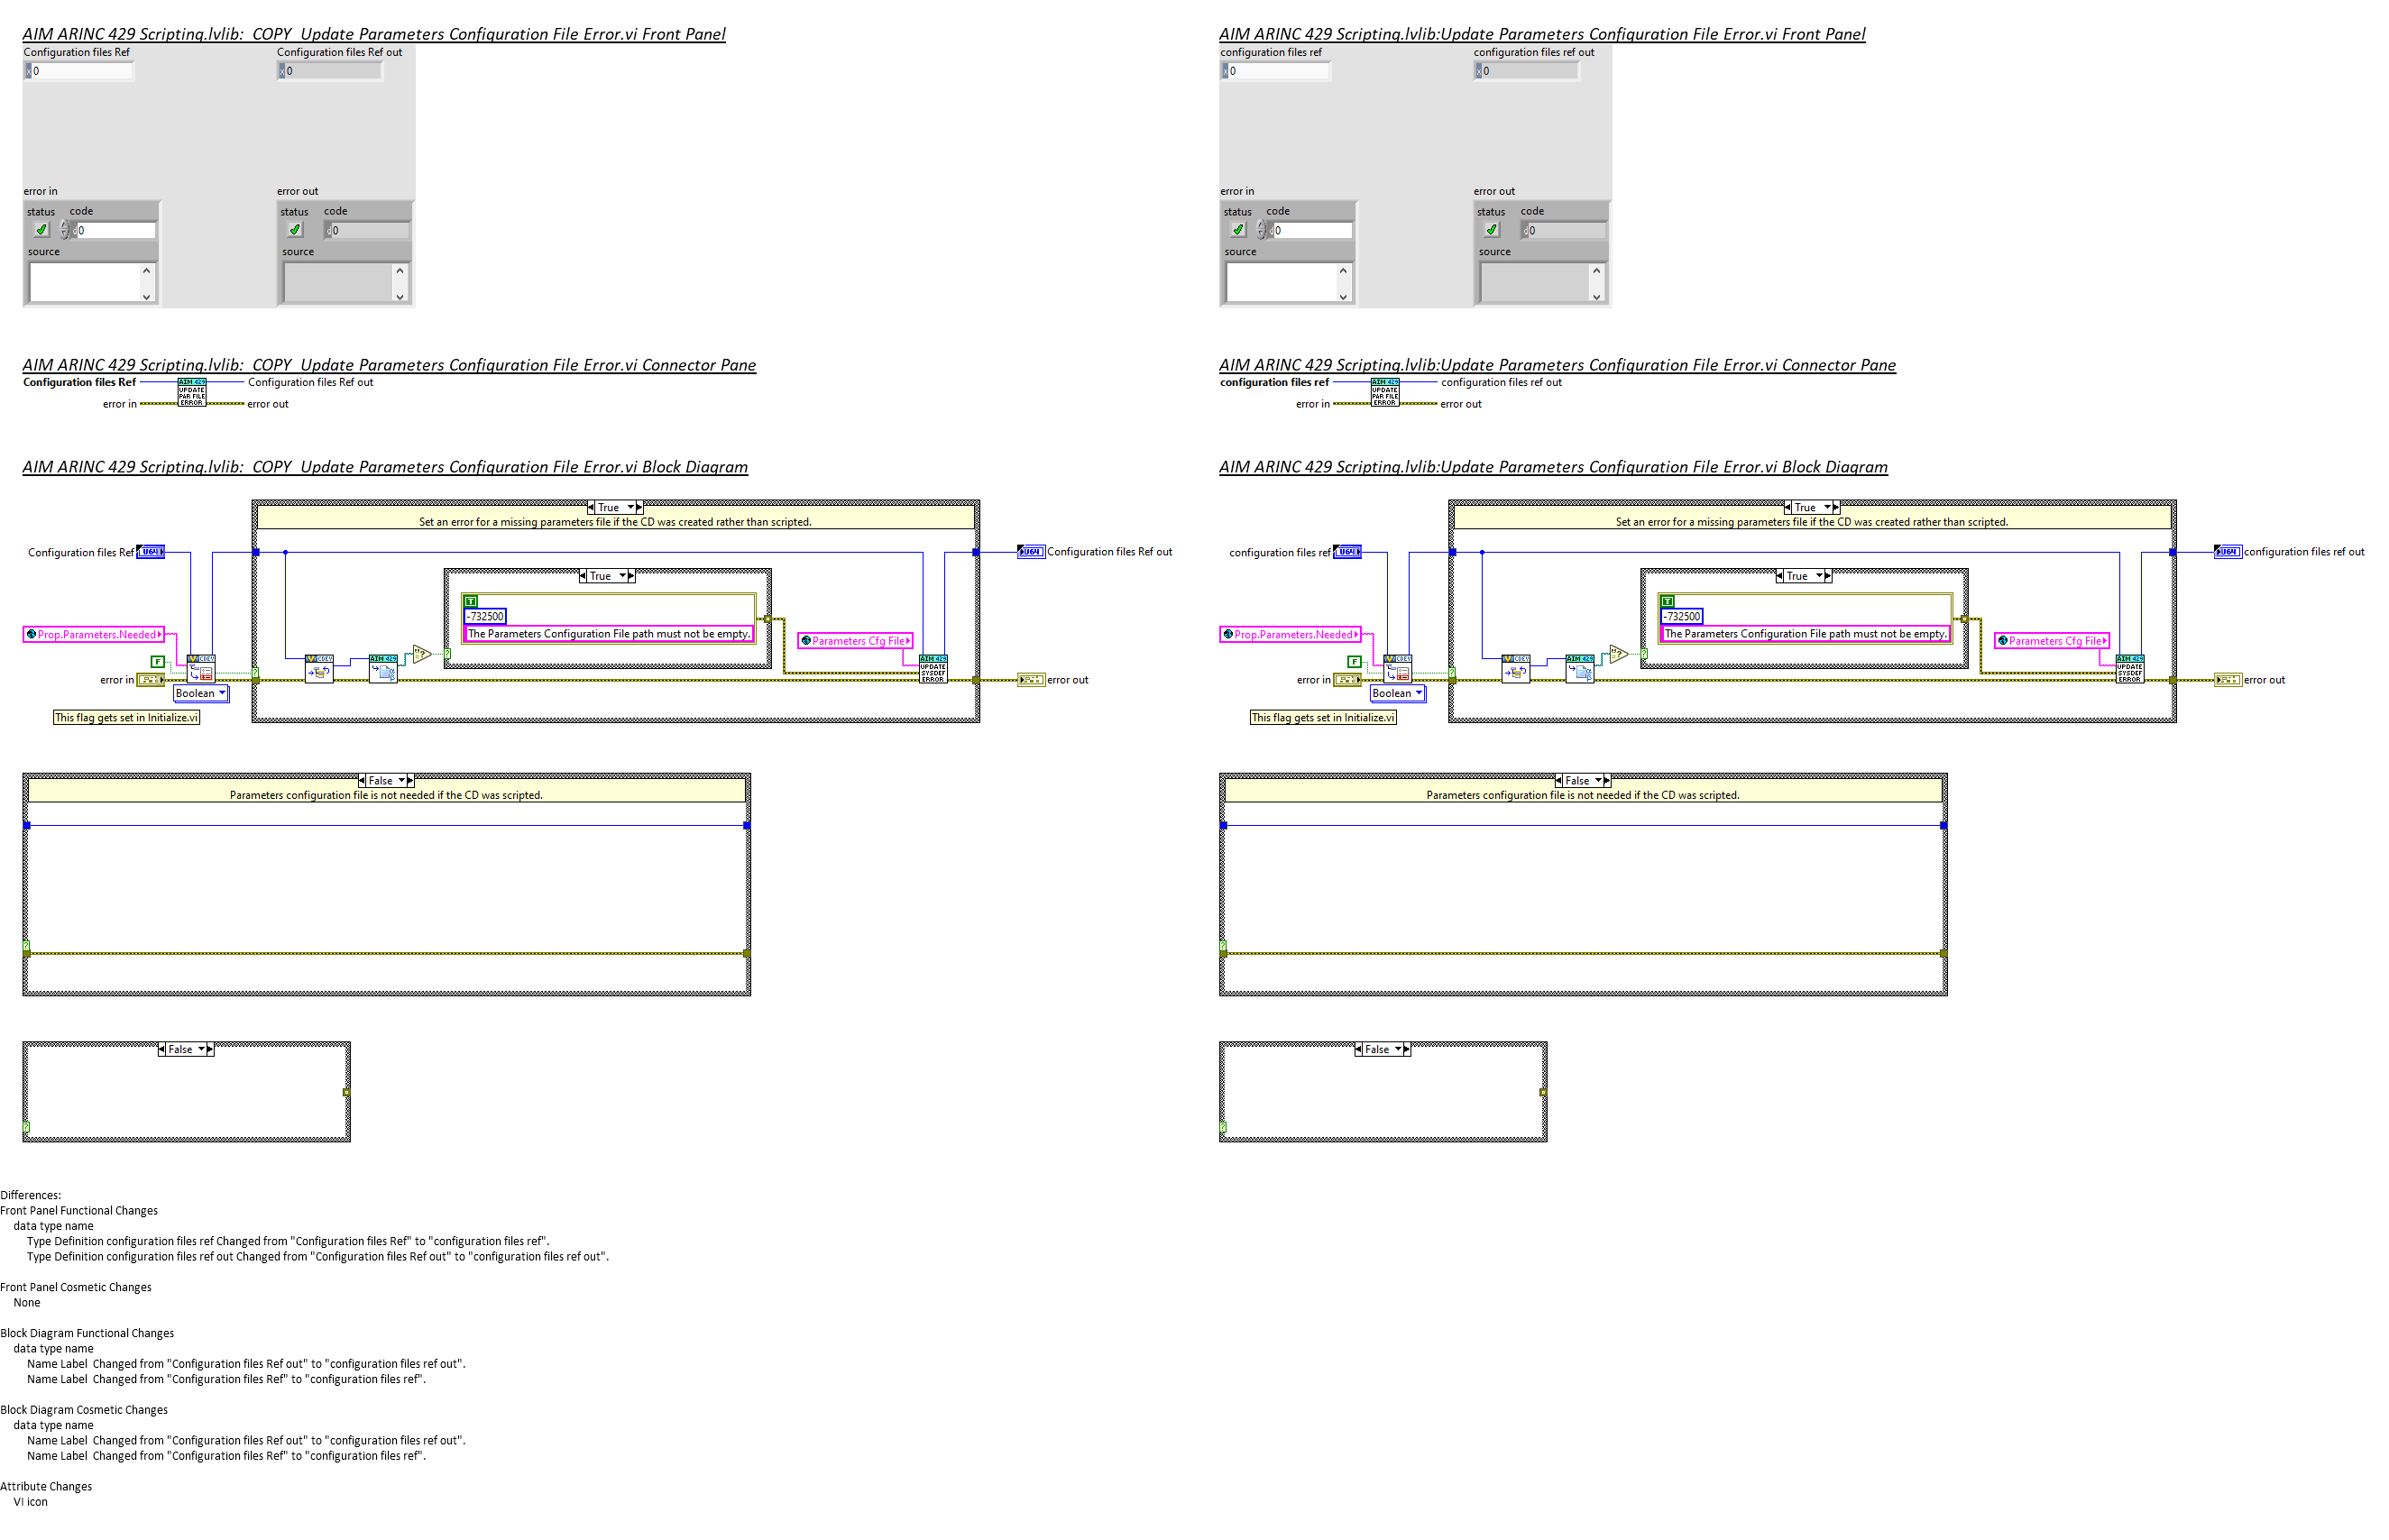 AIM ARINC 429 Scripting.lvlib:  COPY  Update Parameters Configuration File Error.vi Front Panel
Configuration files Ref
Configuration files Ref out
x 0
x 0
error in
error out
status
code
status
code
d 0
d 0
source
source
AIM ARINC 429 Scripting.lvlib:  COPY  Update Parameters Configuration File Error.vi Connector Pane
Configuration files Ref
AIM 429
UPDATE
PAR FILE
ERROR
Configuration files Ref out
error in
error out
AIM ARINC 429 Scripting.lvlib:  COPY  Update Parameters Configuration File Error.vi Block Diagram
True
Set an error for a missing parameters file if the CD was created rather than scripted.
Configuration files Ref
U64
U64
Configuration files Ref out
True
T
-732500
The Parameters Configuration File path must not be empty.
Prop.Parameters.Needed
Parameters Cfg File
F
CDEV
CDEV
AIM 429
?
?
?
AIM 429
UPDATE
SYSDEF
ERROR
error in
error out
Boolean
This flag gets set in Initialize.vi
False
Parameters configuration file is not needed if the CD was scripted.
?
False
?
AIM ARINC 429 Scripting.lvlib:Update Parameters Configuration File Error.vi Front Panel
configuration files ref
configuration files ref out
x 0
x 0
error in
error out
status
code
status
code
d 0
d 0
source
source
AIM ARINC 429 Scripting.lvlib:Update Parameters Configuration File Error.vi Connector Pane
configuration files ref
AIM 429
UPDATE
PAR FILE
ERROR
configuration files ref out
error in
error out
AIM ARINC 429 Scripting.lvlib:Update Parameters Configuration File Error.vi Block Diagram
True
Set an error for a missing parameters file if the CD was created rather than scripted.
configuration files ref
U64
U64
configuration files ref out
True
T
-732500
The Parameters Configuration File path must not be empty.
Prop.Parameters.Needed
Parameters Cfg File
F
CDEV
CDEV
AIM 429
?
?
?
AIM 429
UPDATE
SYSDEF
ERROR
error in
error out
Boolean
This flag gets set in Initialize.vi
False
Parameters configuration file is not needed if the CD was scripted.
?
False
?
Differences:
Front Panel Functional Changes
data type name
Type Definition configuration files ref Changed from "Configuration files Ref" to "configuration files ref".
Type Definition configuration files ref out Changed from "Configuration files Ref out" to "configuration files ref out".
Front Panel Cosmetic Changes
None
Block Diagram Functional Changes
data type name
Name Label  Changed from "Configuration files Ref out" to "configuration files ref out".
Name Label  Changed from "Configuration files Ref" to "configuration files ref".
Block Diagram Cosmetic Changes
data type name
Name Label  Changed from "Configuration files Ref out" to "configuration files ref out".
Name Label  Changed from "Configuration files Ref" to "configuration files ref".
Attribute Changes
VI icon